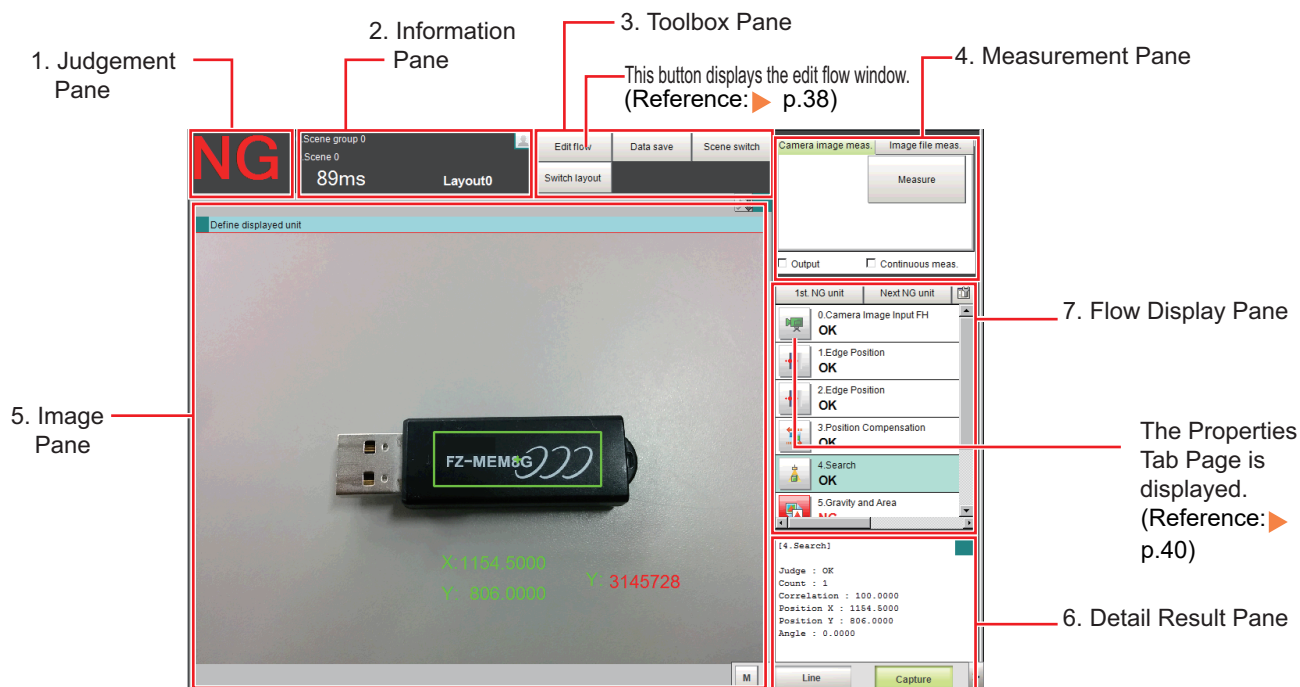 1. Judgement
Pane
2. Information
Pane
3. Toolbox Pane
This button displays the edit flow window.
(Reference: p.38)
4. Measurement Pane
NG
Scene group 0
Scene 0
89ms
Layout0
Edit flow
Data save
Scene switch
Switch layout
Camera image meas.
Image file meas.
Measure
Output
Continuous meas.
Define displayed unit
1st. NG unit
Next NG unit
0.Camera Image Input FH
OK
1.Edge Position
OK
2.Edge Position
OK
3.Position Compensation
OK
4.Search
OK
5.Gravity and Area
NG
7. Flow Display Pane
5. Image
Pane
FZ-MEM8G
The Properties
Tab Page is
displayed.
(Reference:
p.40)
X:1154.5000
Y: 806.0000
Y: 3145728
[4.Search]
Judge : OK
Count : 1
Correlation : 100.0000
Position X : 1154.5000
Position Y : 806.0000
Angle : 0.0000
6. Detail Result Pane
M
Line
Capture